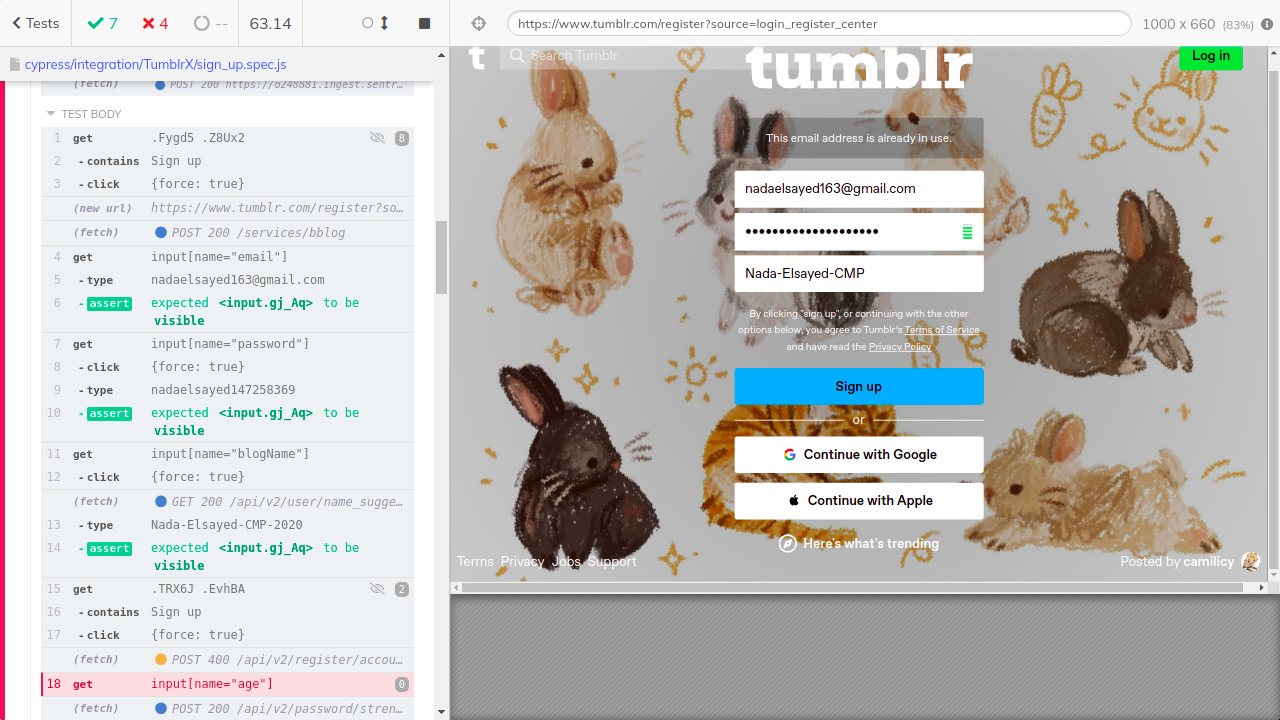 Tests
7
4
--
63.14
https://www.tumblr.com/register?source=login_register_center
1000 x 660 (83%)
cypress/integration/TumblrX/sign_up.spec.js
(fetch) POST 200 https://o248881.ingest.sentr…
TEST BODY
1 get .Fygd5 .Z8Ux2 8
2 -contains Sign up
3 -click {force: true}
(new url) https://www.tumblr.com/register?so…
(fetch) POST 200 /services/bblog
4 get input[name="email"]
5 -type nadaelsayed163@gmail.com
6 -assert expected <input.gj_Aq> to be
visible
7 get input[name="password"]
8 -click {force: true}
9 -type nadaelsayed147258369
10 -assert expected <input.gj_Aq> to be
visible
11 get input[name="blogName"]
12 -click {force: true}
(fetch) GET 200 /api/v2/user/name_sugge…
13 -type Nada-Elsayed-CMP-2020
14 -assert expected <input.gj_Aq> to be
visible
15 get .TRX6J .EvhBA 2
16 -contains Sign up
17 -click {force: true}
(fetch) POST 400 /api/v2/register/accou…
18 get input[name="age"] 0
(fetch) POST 200 /api/v2/password/stren…
t
Search Tumblr
tumblr
Log in
This email address is already in use.
nadaelsayed163@gmail.com
••••••••••••••••••••
Nada-Elsayed-CMP
By clicking "sign up", or continuing with the other
options below, you agree to Tumblr's Terms of Service
and have read the Privacy Policy
Sign up
or
Continue with Google
Continue with Apple
Here's what's trending
Terms Privacy Jobs Support
Posted by camilicy